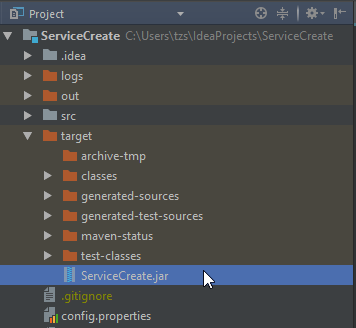 Project
ServiceCreate C:\Users\tzs\IdeaProjects\ServiceCreate
.idea
logs
out
src
target
archive-tmp
classes
generated-sources
generated-test-sources
maven-status
test-classes
ServiceCreate.jar
.gitignore
config.properties